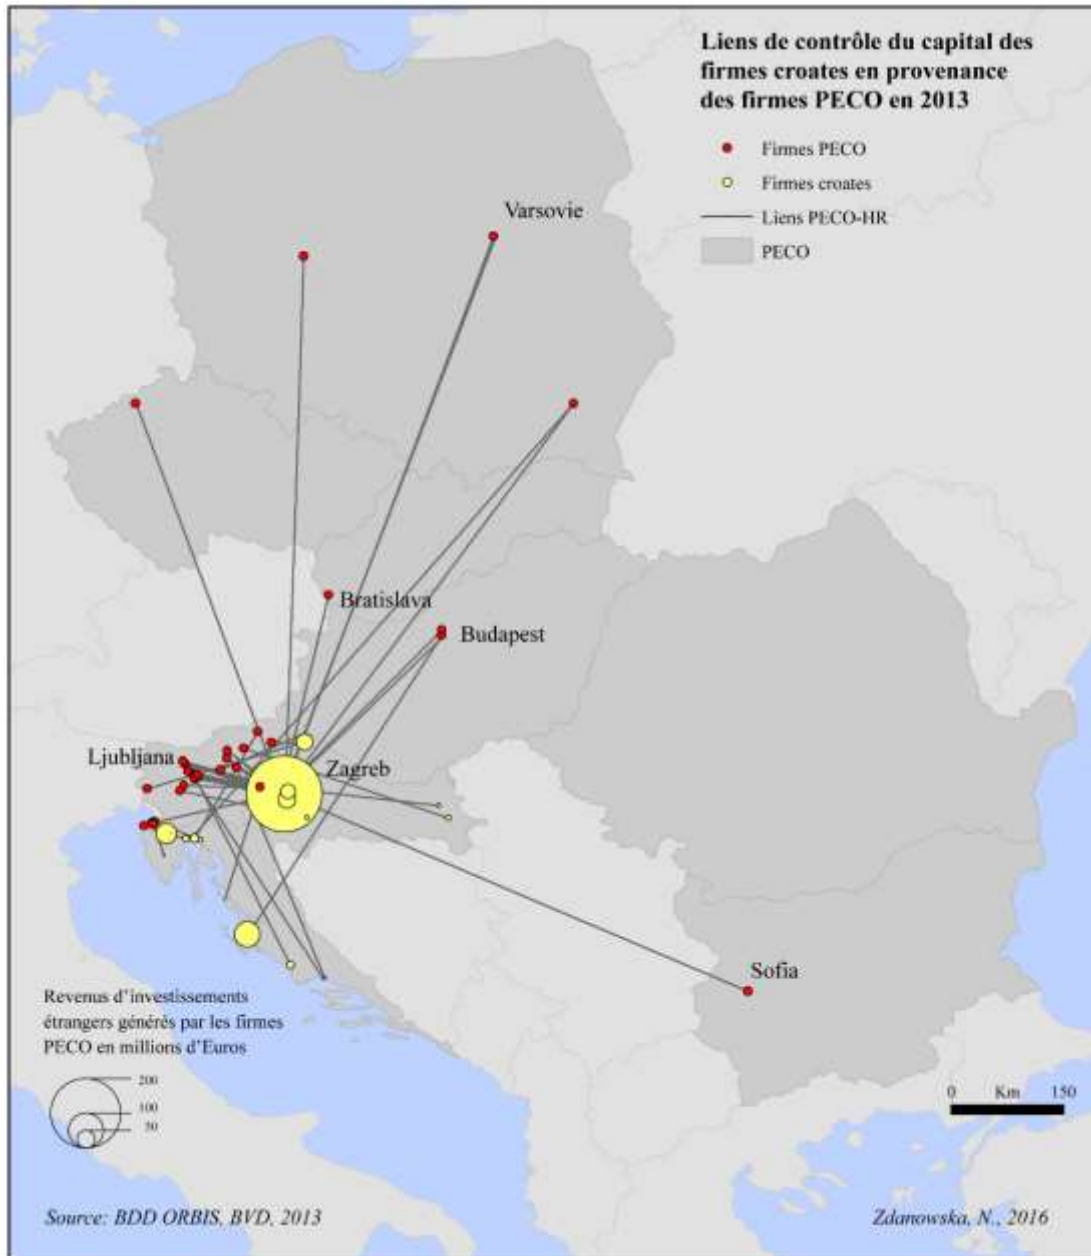 Liens de contrôle du capital des
firmes croates en provenance
des firmes PECO en 2013
Firmes PECO
Firmes croates
Liens PECO-HR
PECO
Varsovie
Bratislava
Budapest
Ljubljana
Zagreb
Sofia
Revenus d'investissements
étrangers générés par les firmes
PECO en millions d'Euros
200
100
50
0 Km 150
Source: BDD ORBIS, BVD, 2013
Zdanowska, N., 2016